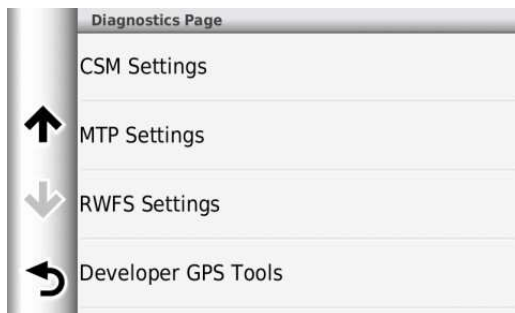 Diagnostics Page
CSM Settings
MTP Settings
RWFS Settings
Developer GPS Tools